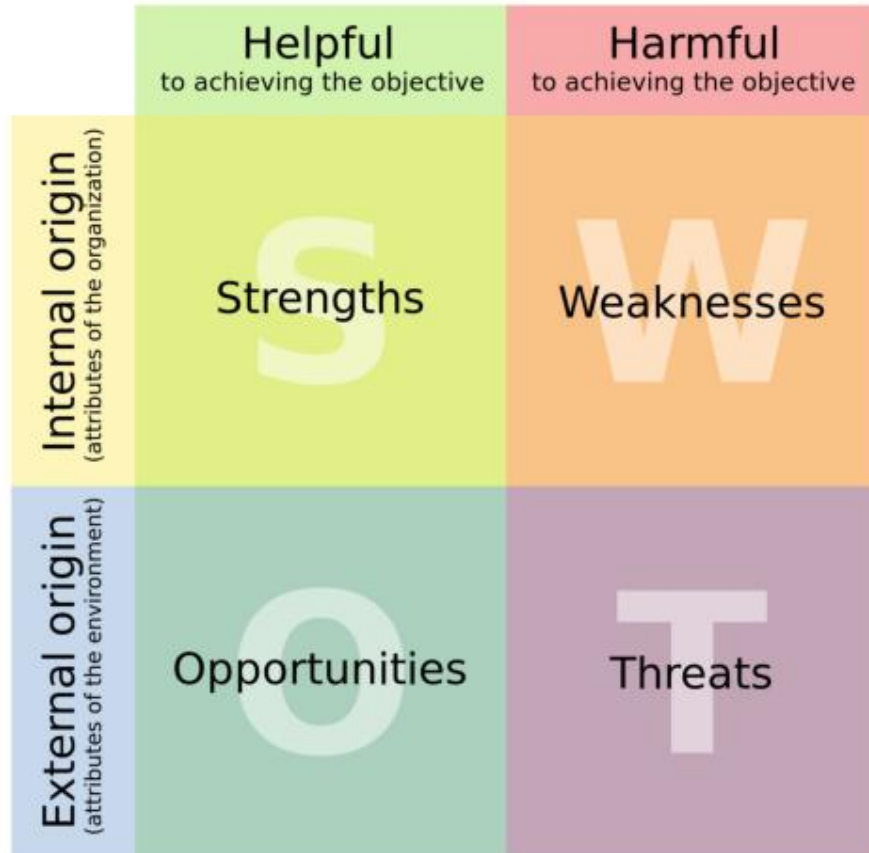 Helpful
to achieving the objective
Harmful
to achieving the objective
Internal origin
(attributes of the organization)
S
Strengths
W
Weaknesses
External origin
(attributes of the environment)
O
Opportunities
T
Threats